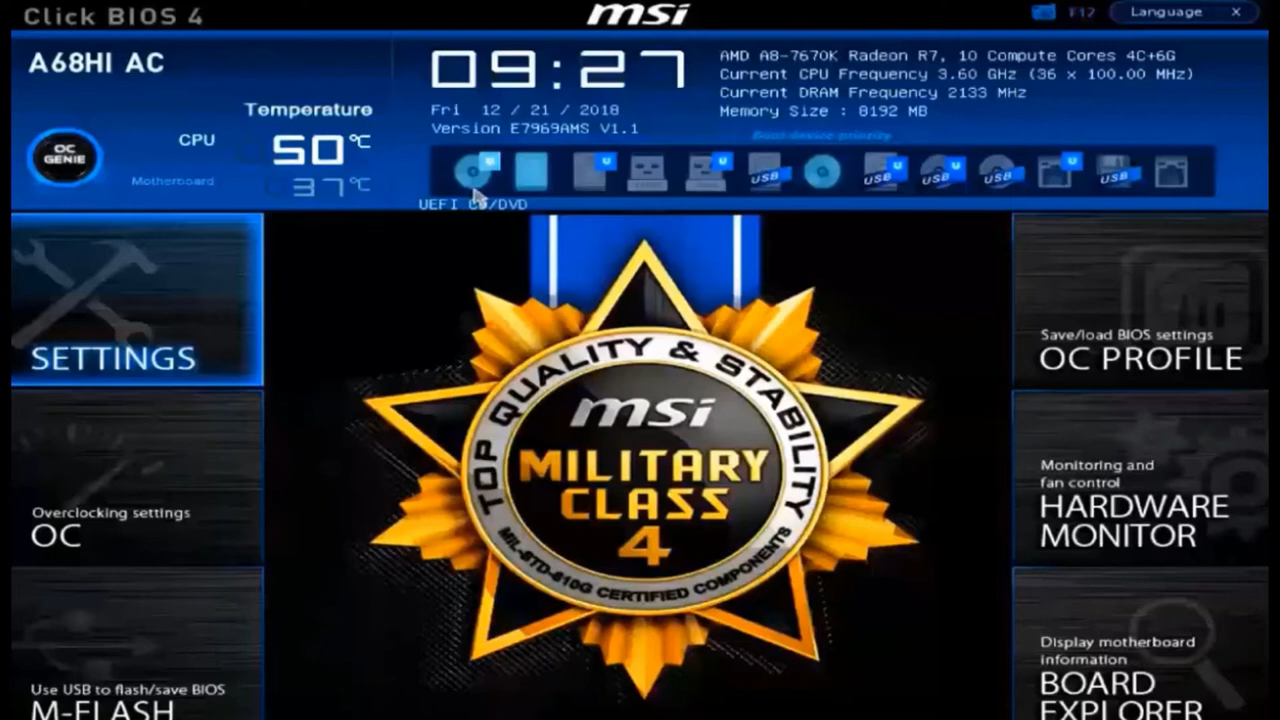 Click BIOS 4
msi
F12
Language X
A68HI AC
Temperature
CPU 50°C
Motherboard 37°C
OC
GENIE
09:27
Fri 12 / 21 / 2018
Version E7969AMS V1.1
AMD A8-7670K Radeon R7, 10 Compute Cores 4C+6G
Current CPU Frequency 3.60 GHz (36 x 100.00 MHz)
Current DRAM Frequency 2133 MHz
Memory Size : 8192 MB
Boot device priority
U U U USB USB U USB U USB U USB
UEFI CD/DVD
SETTINGS
Overclocking settings
OC
Use USB to flash/save BIOS
M-FLASH
TOP QUALITY & STABILITY
msi
MILITARY
CLASS
4
MIL-STD-810G CERTIFIED COMPONENTS
Save/load BIOS settings
OC PROFILE
Monitoring and
fan control
HARDWARE
MONITOR
Display motherboard
information
BOARD
EXPLORER